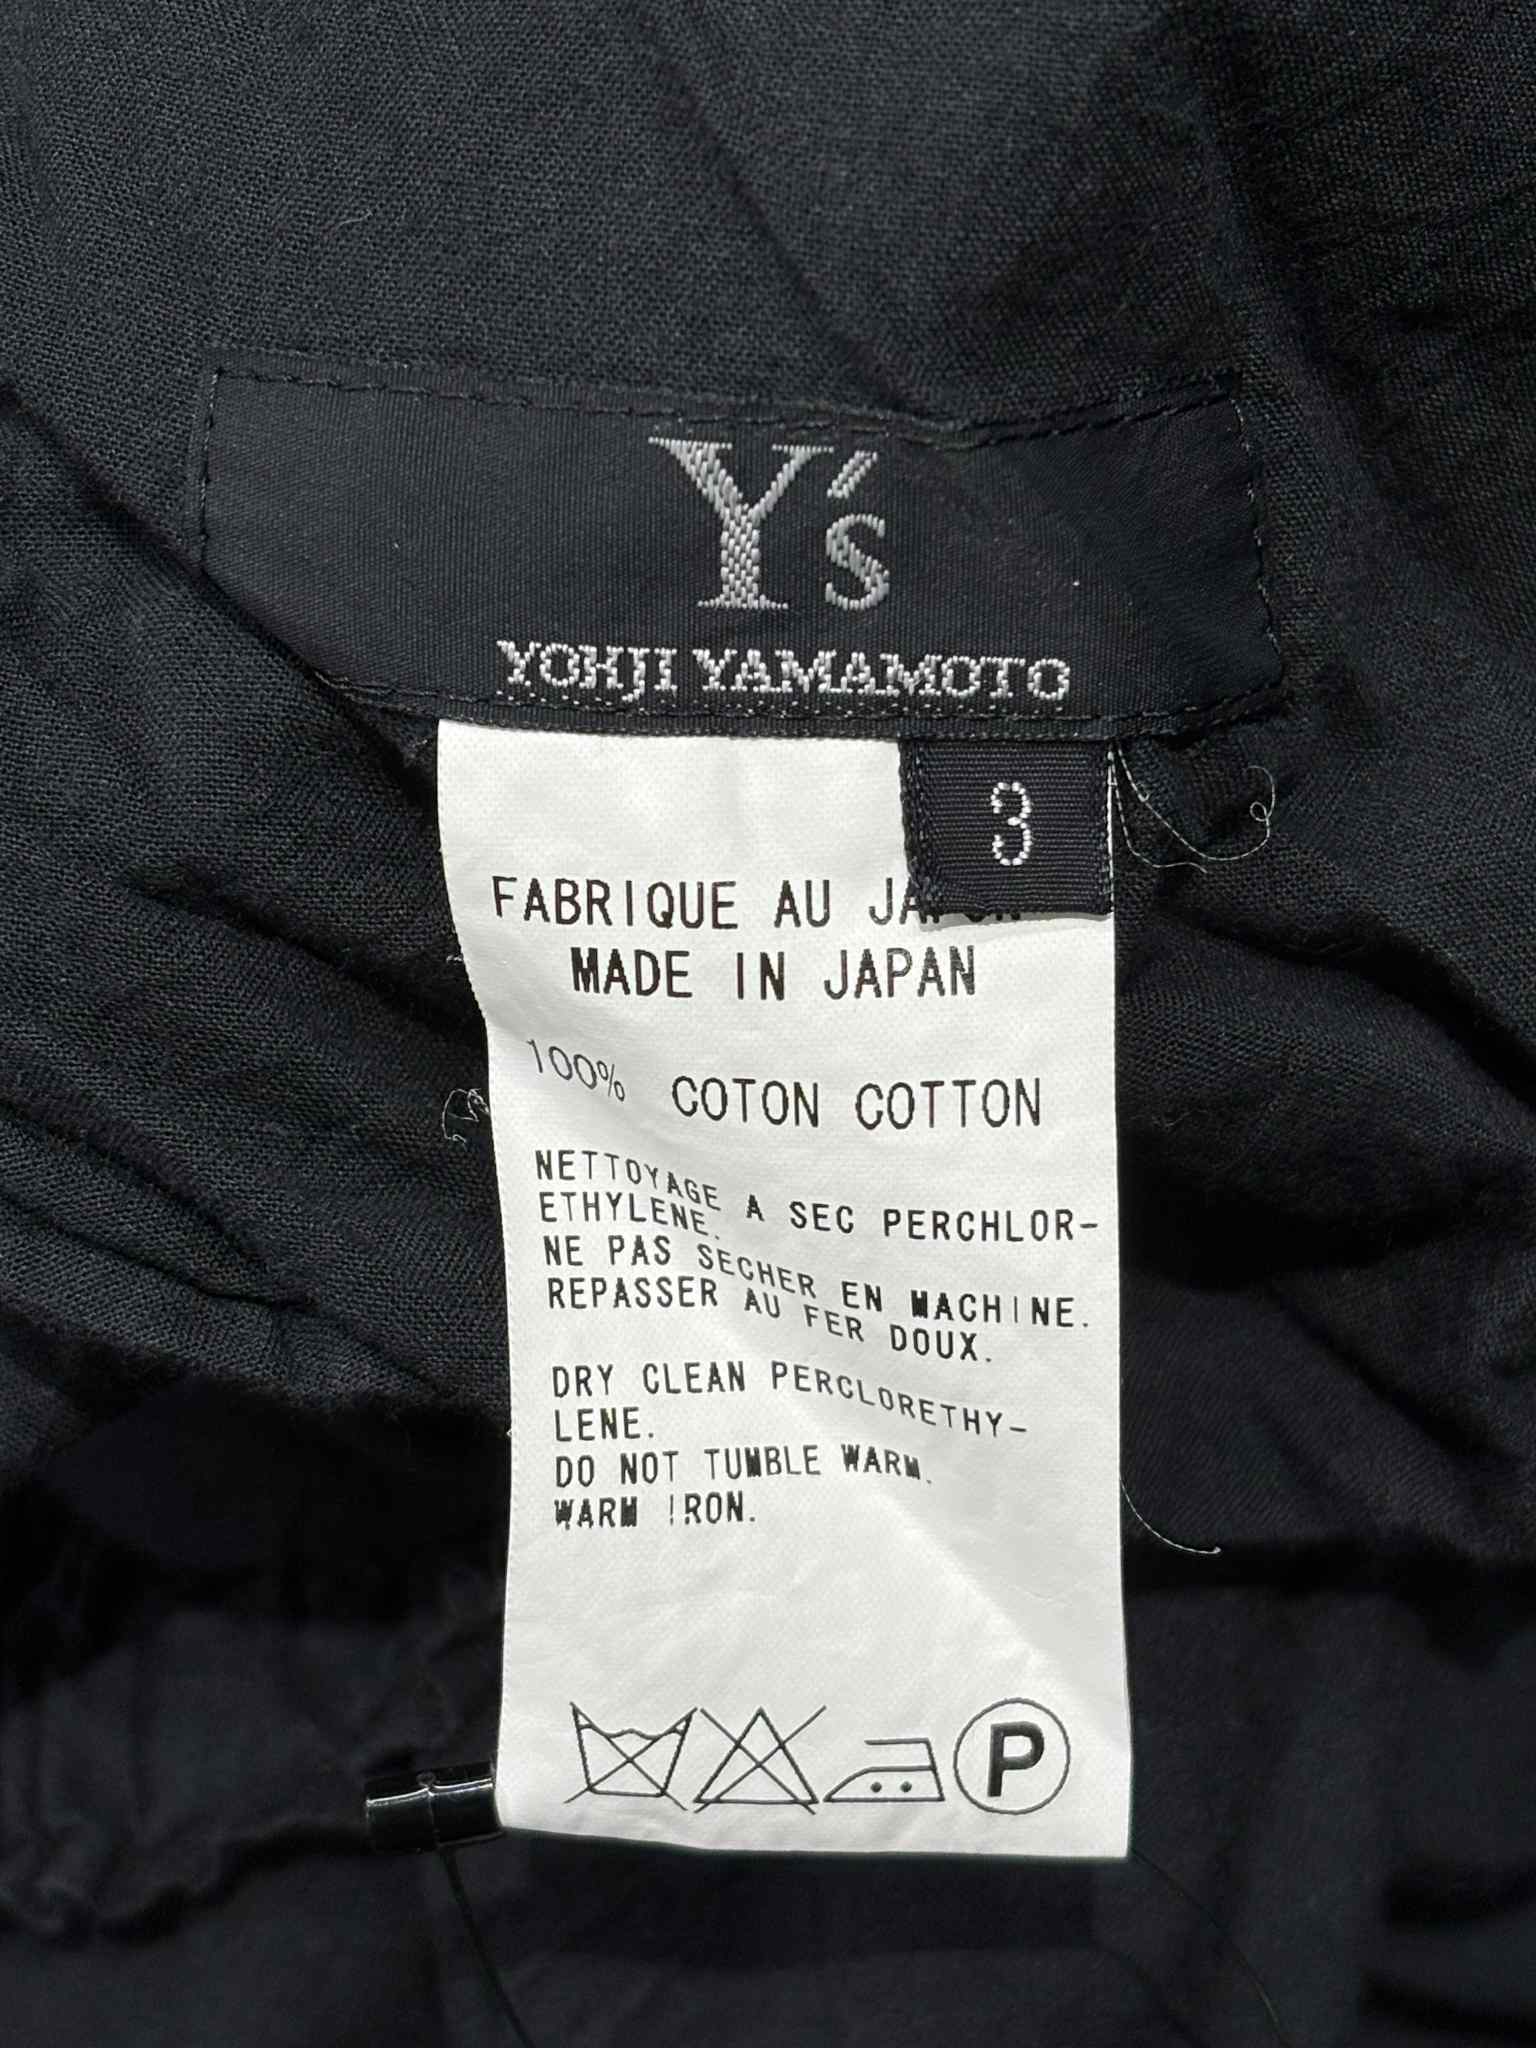 Y's
YOHJI YAMAMOTO
3
FABRIQUE AU JAPON
MADE IN JAPAN
100% COTON COTTON
NETTOYAGE A SEC PERCHLOR-
ETHYLENE.
NE PAS SECHER EN MACHINE.
REPASSER AU FER DOUX.
DRY CLEAN PERCLORETHY-
LENE.
DO NOT TUMBLE WARM.
WARM IRON.
P